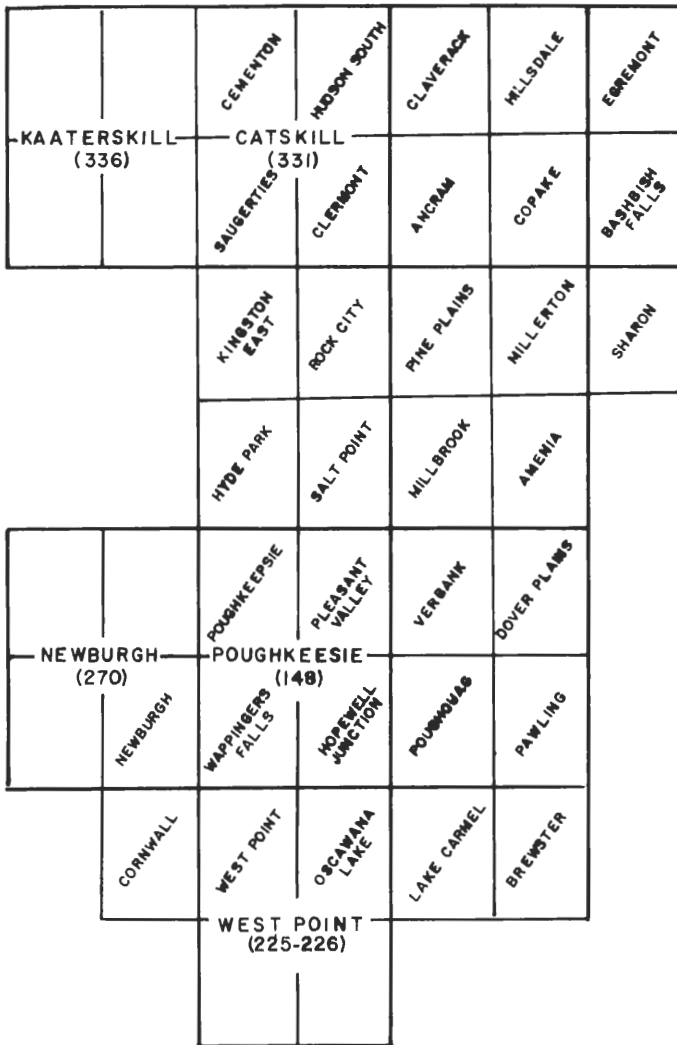 CEMENTON
HUDSON SOUTH
CLAVERACK
HILLSDALE
EGREMONT
KAATERSKILL
(336)
CATSKILL
(331)
SAUGERTIES
CLERMONT
ANCRAM
COPAKE
BASHBISH
FALLS
KINGSTON
EAST
ROCK CITY
PINE PLAINS
MILLERTON
SHARON
HYDE PARK
SALT POINT
MILLBROOK
AMENIA
POUGHKEEPSIE
PLEASANT
VALLEY
VERBANK
DOVER PLAINS
NEWBURGH
(270)
POUGHKEESIE
(148)
NEWBURGH
WAPPINGERS
FALLS
HOPEWELL
JUNCTION
POUGHQUAG
PAWLING
CORNWALL
WEST POINT
OSCAWANA
LAKE
LAKE CARMEL
BREWSTER
WEST POINT
(225-226)